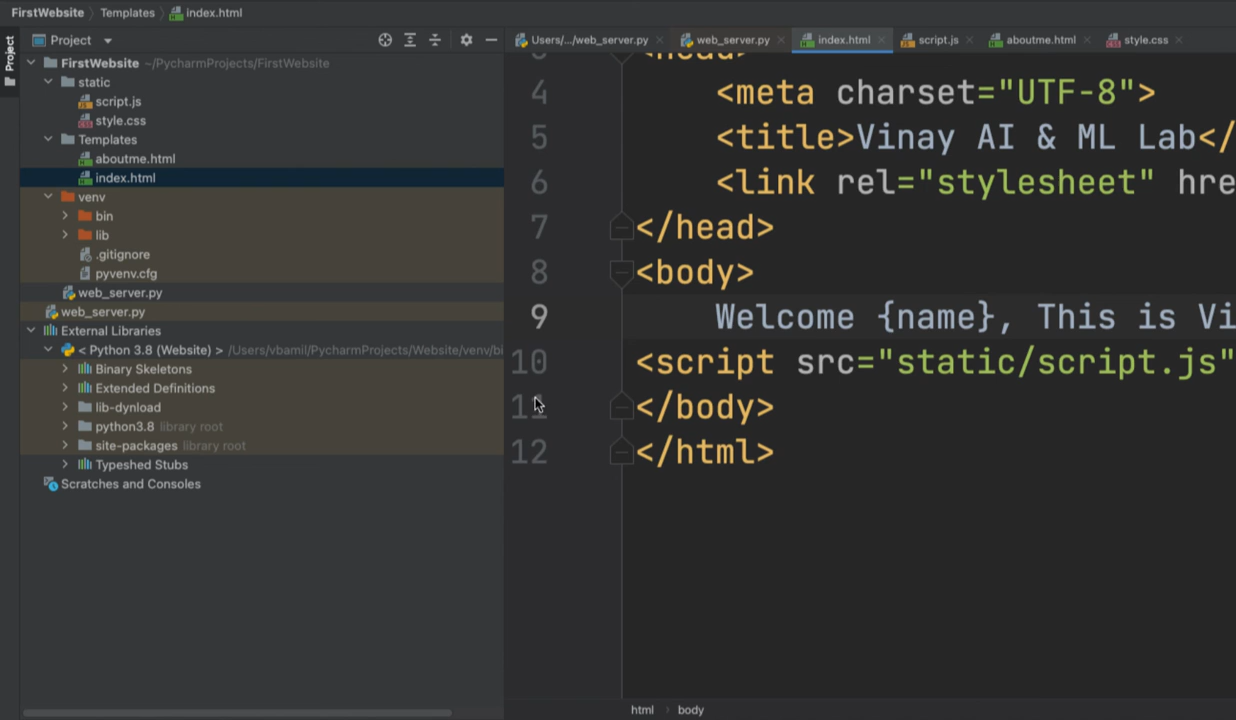 FirstWebsite Templates index.html
Project
Project
FirstWebsite ~/PycharmProjects/FirstWebsite
static
script.js
style.css
Templates
aboutme.html
index.html
venv
bin
lib
.gitignore
pyvenv.cfg
web_server.py
web_server.py
External Libraries
< Python 3.8 (Website) > /Users/vbamil/PycharmProjects/Website/venv/bi
Binary Skeletons
Extended Definitions
lib-dynload
python3.8 library root
site-packages library root
Typeshed Stubs
Scratches and Consoles
Users/.../web_server.py web_server.py index.html script.js aboutme.html style.css
<head>
4 <meta charset="UTF-8">
5 <title>Vinay AI & ML Lab</
6 <link rel="stylesheet" hre
7 </head>
8 <body>
9 Welcome {name}, This is Vi
10 <script src="static/script.js"
11 </body>
12 </html>
html body